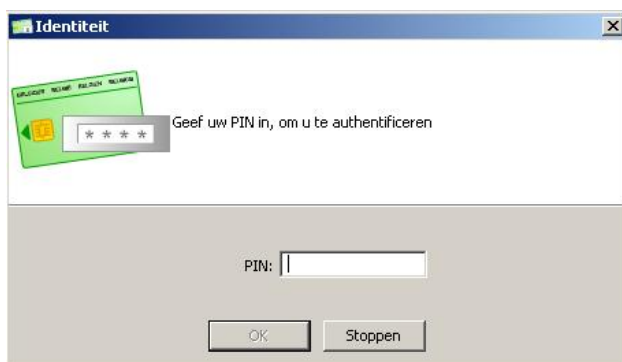 Identiteit
* * * *
Geef uw PIN in, om u te authentificeren
PIN:
OK
Stoppen